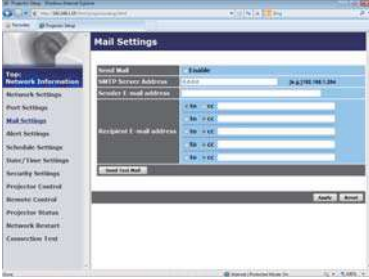 Mail Settings
Top:
Network Information
Network Settings
Port Settings
Mail Settings
Alert Settings
Schedule Settings
Date/Time Settings
Security Settings
Projector Control
Remote Control
Projector Status
Network Restart
Connection Test
Send Mail
Enable
SMTP Server Address
Sender E-mail address
Recipient E-mail address
to cc
to cc
to cc
to cc
to cc
Send Test Mail
Apply Reset